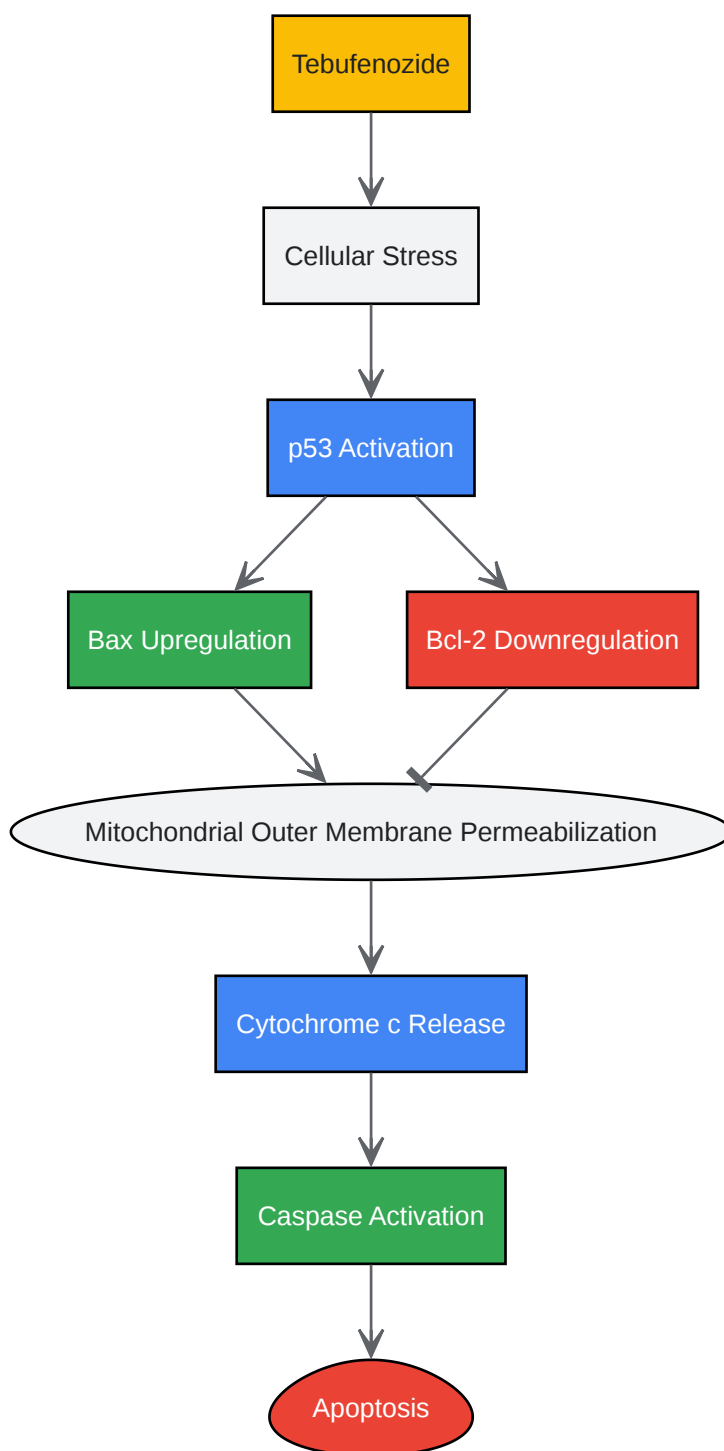 Tebufenozide
Cellular Stress
p53 Activation
Bax Upregulation
Bcl-2 Downregulation
Mitochondrial Outer Membrane Permeabilization
Cytochrome c Release
Caspase Activation
Apoptosis